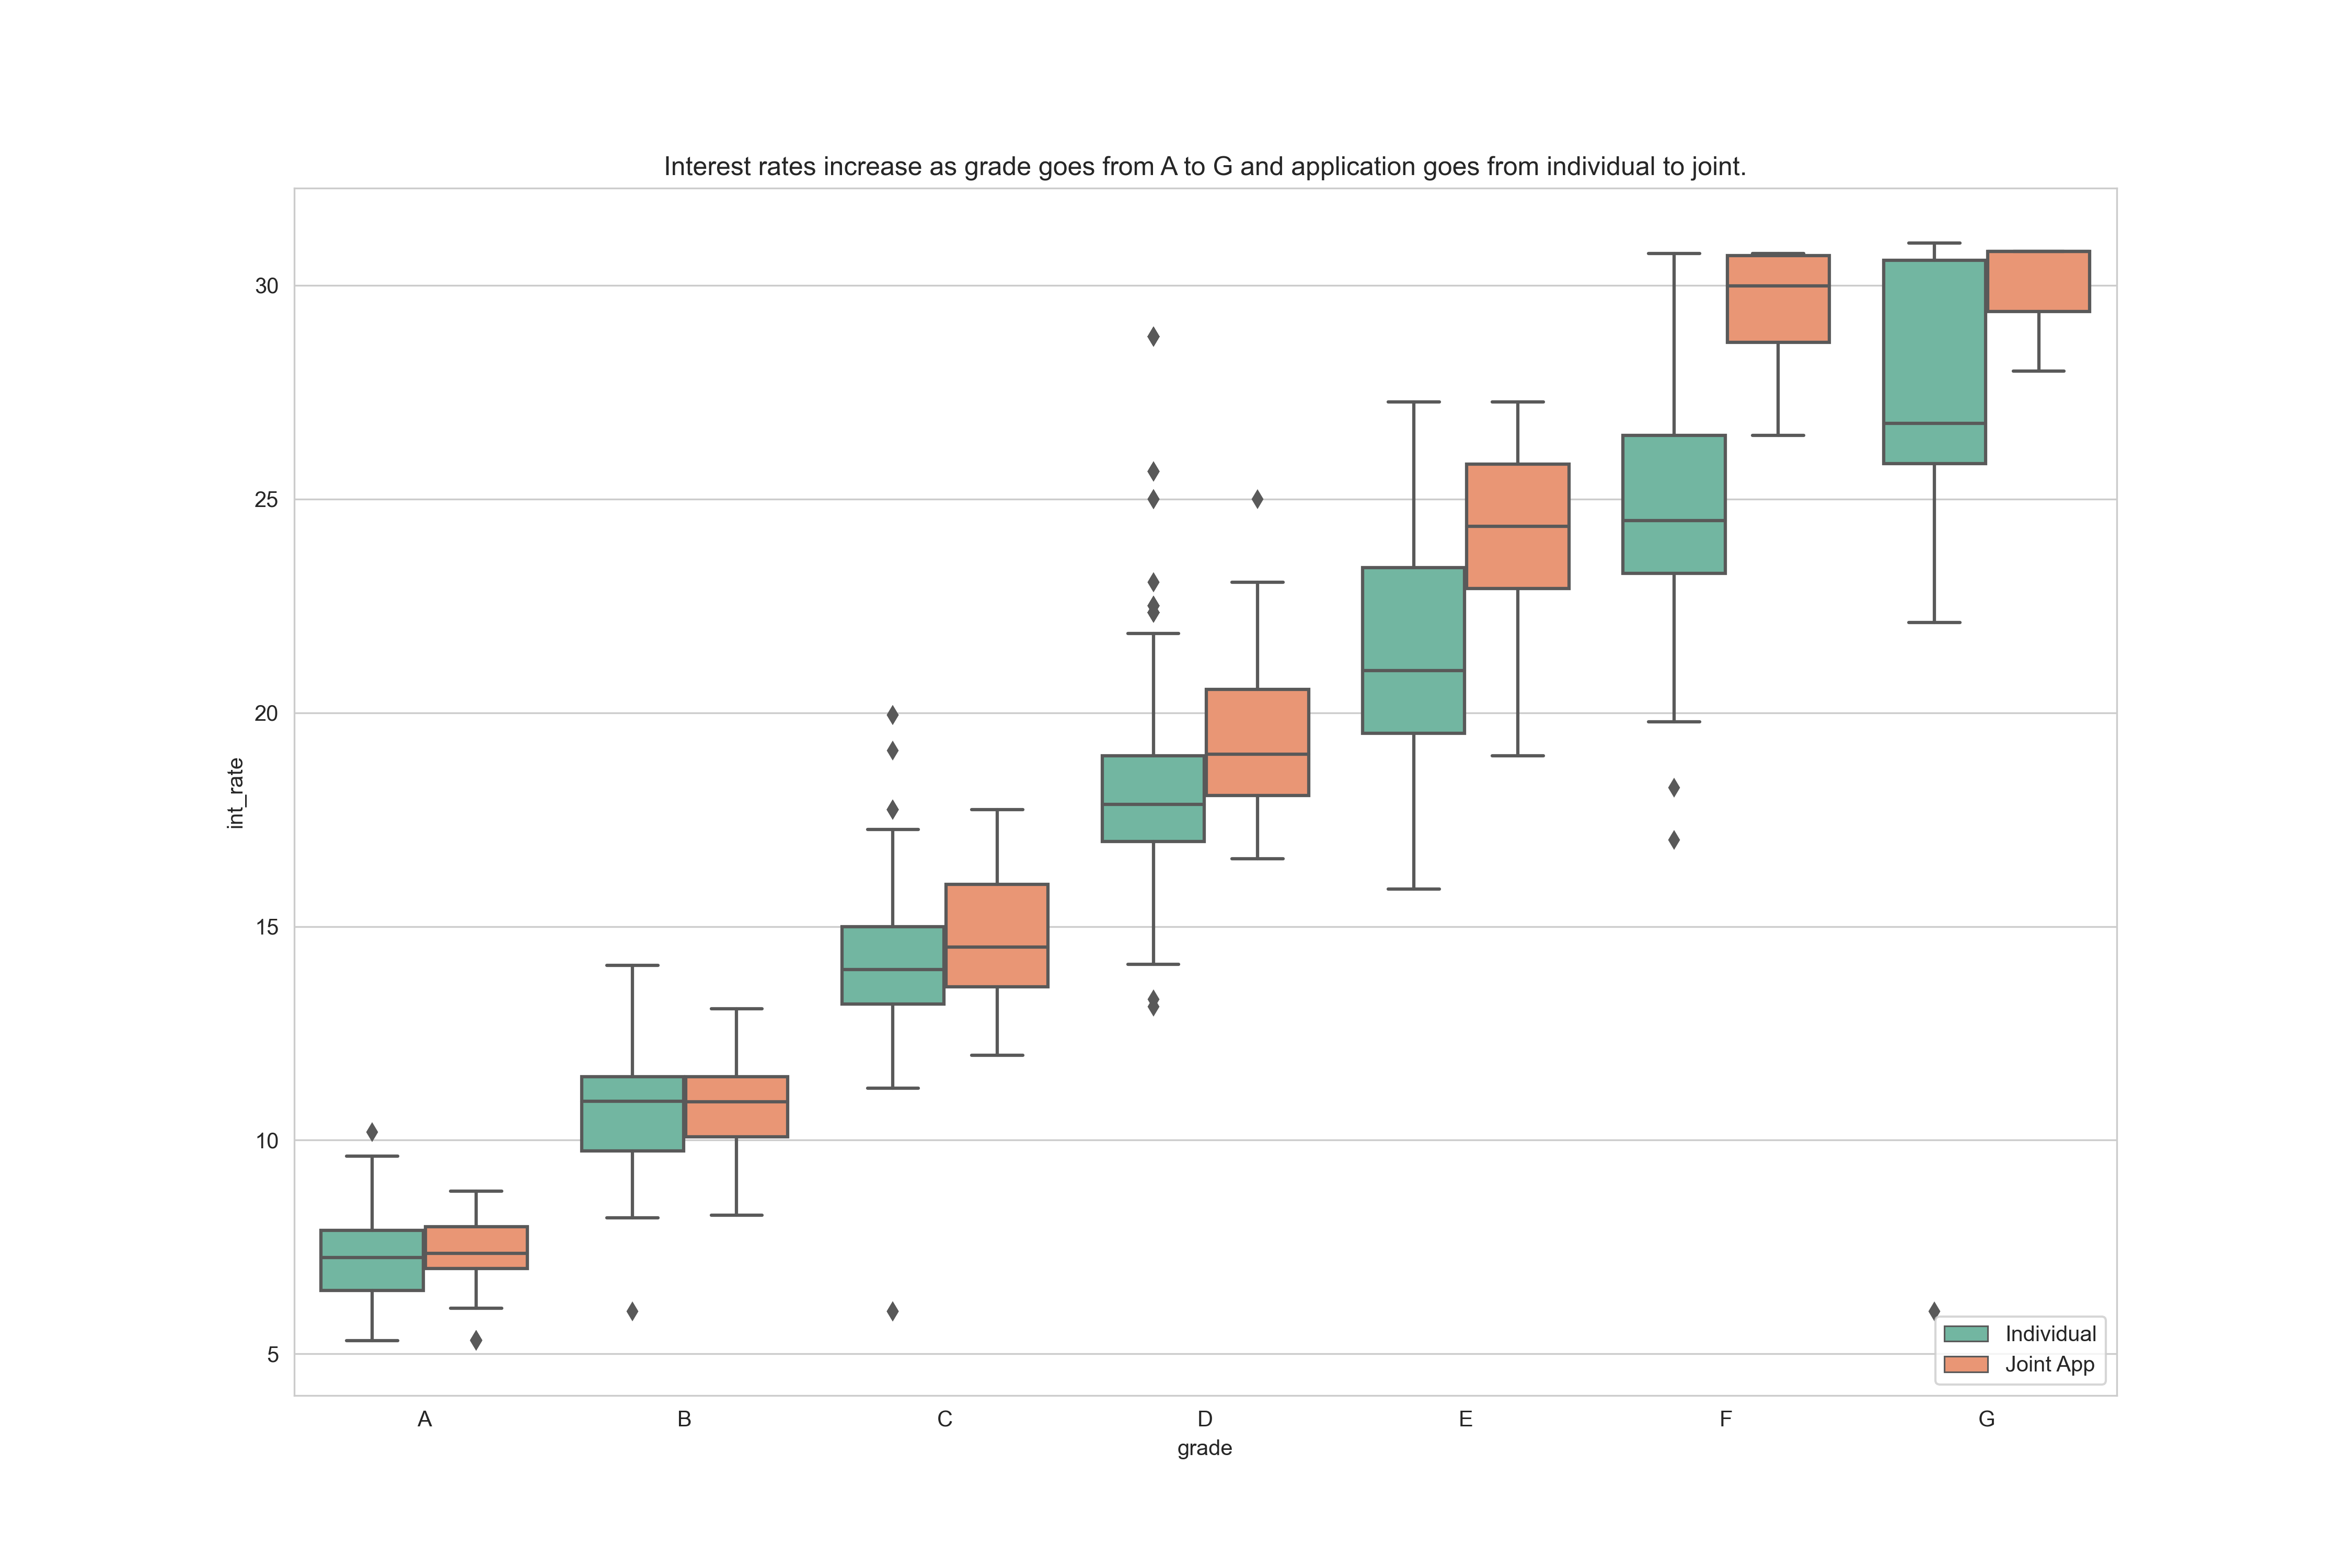 Interest rates increase as grade goes from A to G and application goes from individual to joint.
int_rate
30
25
20
15
10
5
A B C D E F G
grade
Individual
Joint App